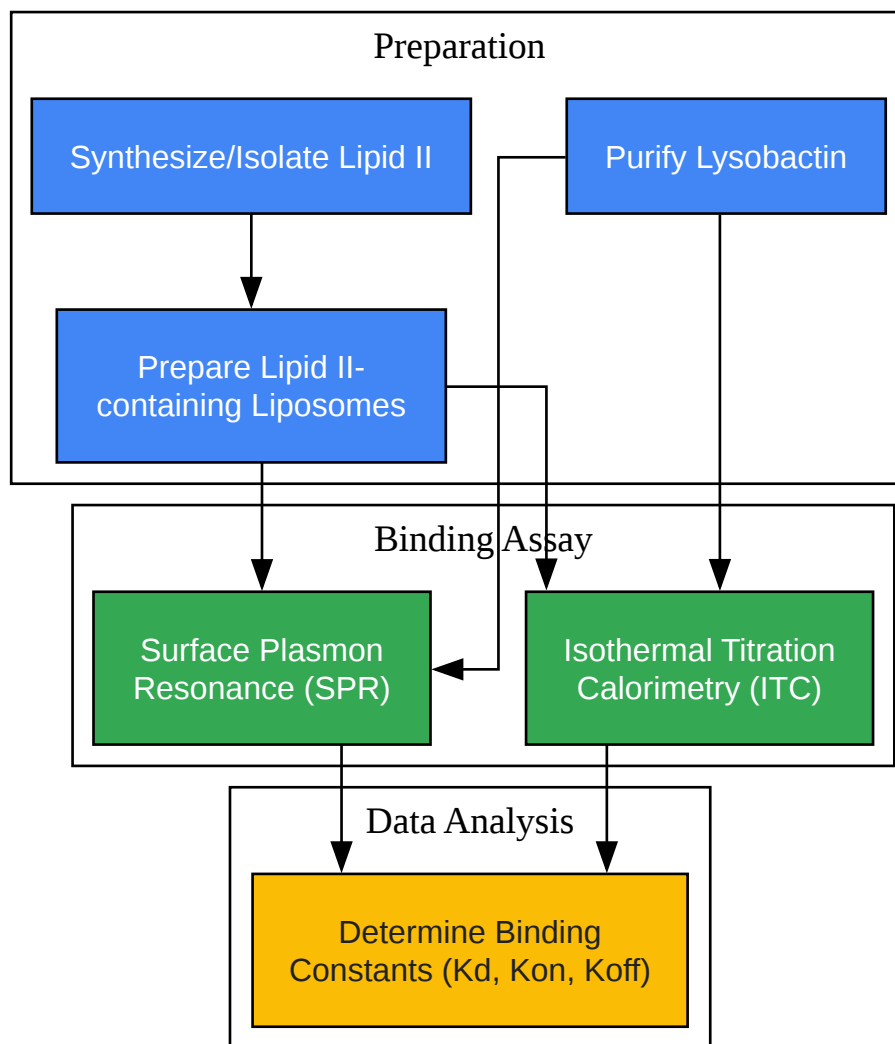 Preparation
Synthesize/Isolate Lipid II
Purify Lysobactin
Prepare Lipid II-
containing Liposomes
Binding Assay
Surface Plasmon
Resonance (SPR)
Isothermal Titration
Calorimetry (ITC)
Data Analysis
Determine Binding
Constants (Kd, Kon, Koff)